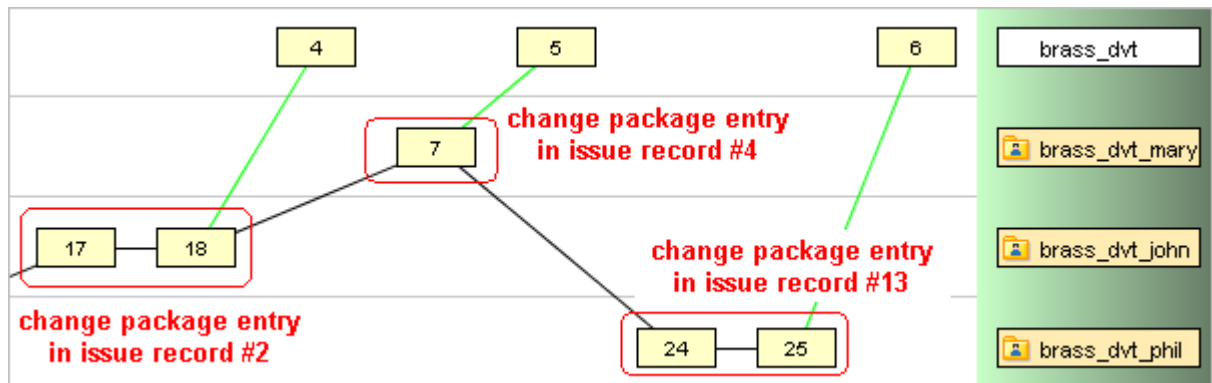 4
5
6
brass_dvt
change package entry
in issue record #4
7
brass_dvt_mary
17
18
change package entry
in issue record #13
brass_dvt_john
change package entry
in issue record #2
24
25
brass_dvt_phil